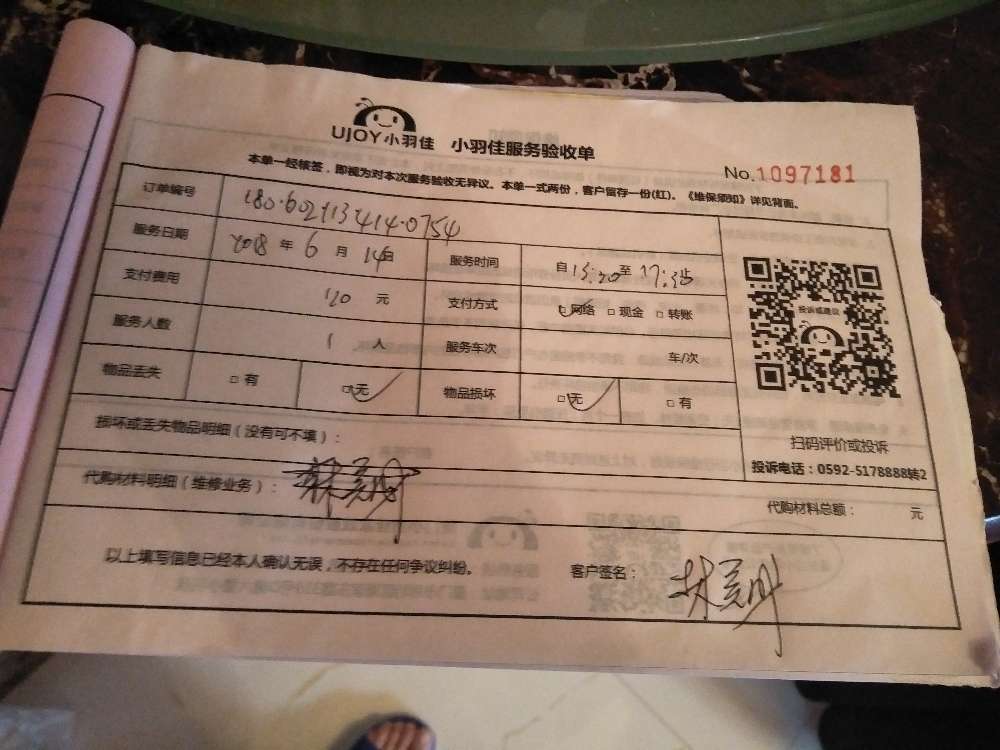 UJOY小羽佳 小羽佳服务验收单
No.1097181
本单一经核签，即视为对本次服务验收无异议。本单一式两份，客户留存一份(红)。《维保须知》详见背面。
订单编号
服务日期 2018 年 6 月 14日 服务时间 自 至 止
支付费用 120 元 支付方式 □网络 □现金 □转账
服务人数 1 人 服务车次 车/次
物品丢失 □有 □无 物品损坏 □无 □有
投诉或建议
扫码评价或投诉
投诉电话：0592-5178888转2
损坏或丢失物品明细（没有可不填）：
代购材料明细（维修业务）： 代购材料总额： 元
以上填写信息已经本人确认无误，不存在任何争议纠纷。 客户签名：